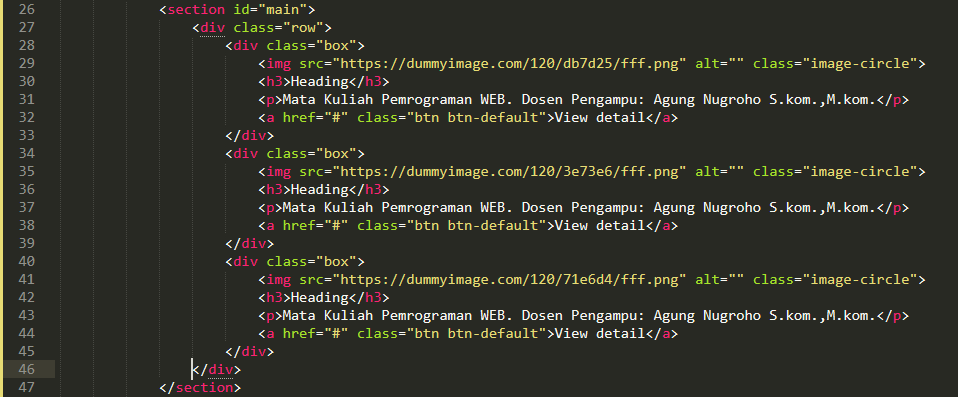 26 <section id="main">
27 <div class="row">
28 <div class="box">
29 <img src="https://dummyimage.com/120/db7d25/fff.png" alt="" class="image-circle">
30 <h3>Heading</h3>
31 <p>Mata Kuliah Pemrograman WEB. Dosen Pengampu: Agung Nugroho S.kom.,M.kom.</p>
32 <a href="#" class="btn btn-default">View detail</a>
33 </div>
34 <div class="box">
35 <img src="https://dummyimage.com/120/3e73e6/fff.png" alt="" class="image-circle">
36 <h3>Heading</h3>
37 <p>Mata Kuliah Pemrograman WEB. Dosen Pengampu: Agung Nugroho S.kom.,M.kom.</p>
38 <a href="#" class="btn btn-default">View detail</a>
39 </div>
40 <div class="box">
41 <img src="https://dummyimage.com/120/71e6d4/fff.png" alt="" class="image-circle">
42 <h3>Heading</h3>
43 <p>Mata Kuliah Pemrograman WEB. Dosen Pengampu: Agung Nugroho S.kom.,M.kom.</p>
44 <a href="#" class="btn btn-default">View detail</a>
45 </div>
46 </div>
47 </section>